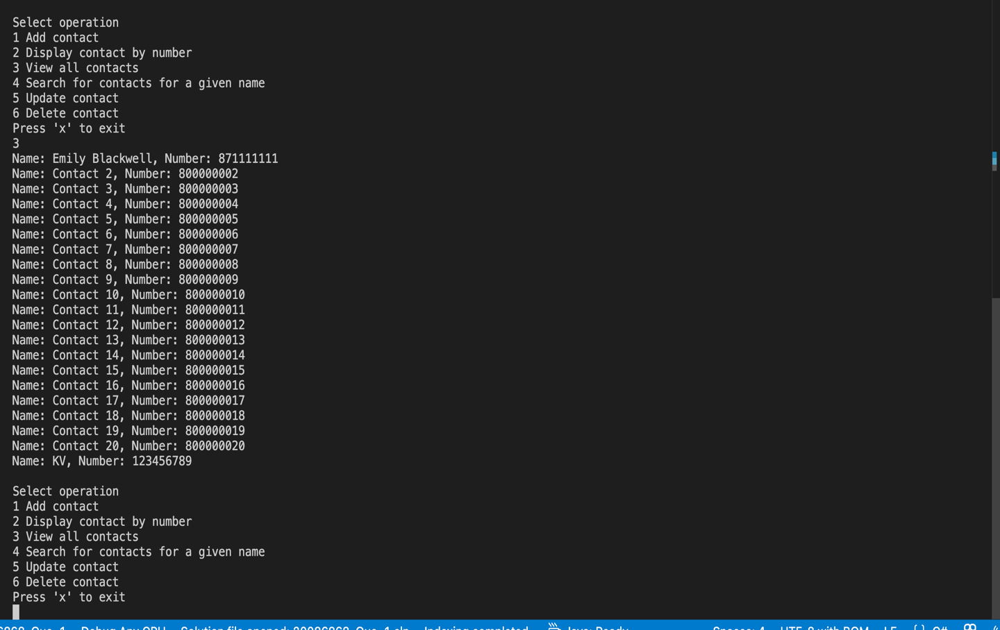 Select operation
1 Add contact
2 Display contact by number
3 View all contacts
4 Search for contacts for a given name
5 Update contact
6 Delete contact
Press 'x' to exit
3
Name: Emily Blackwell, Number: 871111111
Name: Contact 2, Number: 800000002
Name: Contact 3, Number: 800000003
Name: Contact 4, Number: 800000004
Name: Contact 5, Number: 800000005
Name: Contact 6, Number: 800000006
Name: Contact 7, Number: 800000007
Name: Contact 8, Number: 800000008
Name: Contact 9, Number: 800000009
Name: Contact 10, Number: 800000010
Name: Contact 11, Number: 800000011
Name: Contact 12, Number: 800000012
Name: Contact 13, Number: 800000013
Name: Contact 14, Number: 800000014
Name: Contact 15, Number: 800000015
Name: Contact 16, Number: 800000016
Name: Contact 17, Number: 800000017
Name: Contact 18, Number: 800000018
Name: Contact 19, Number: 800000019
Name: Contact 20, Number: 800000020
Name: KV, Number: 123456789
Select operation
1 Add contact
2 Display contact by number
3 View all contacts
4 Search for contacts for a given name
5 Update contact
6 Delete contact
Press 'x' to exit
Debug Any CPU Solution file opened: Indexing completed Java: Ready Spaces: 4 UTF-8 with BOM LF { } C#